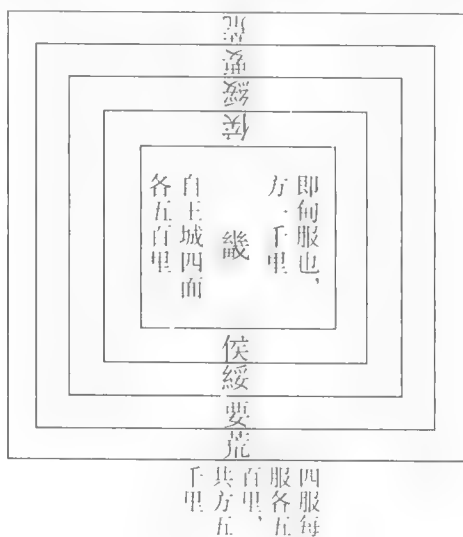 荒要綏侯
即甸服也,
方一千里
畿
自王城四面
各五百里
侯綏要荒
四服每
服各五
百里,
共方五
千里